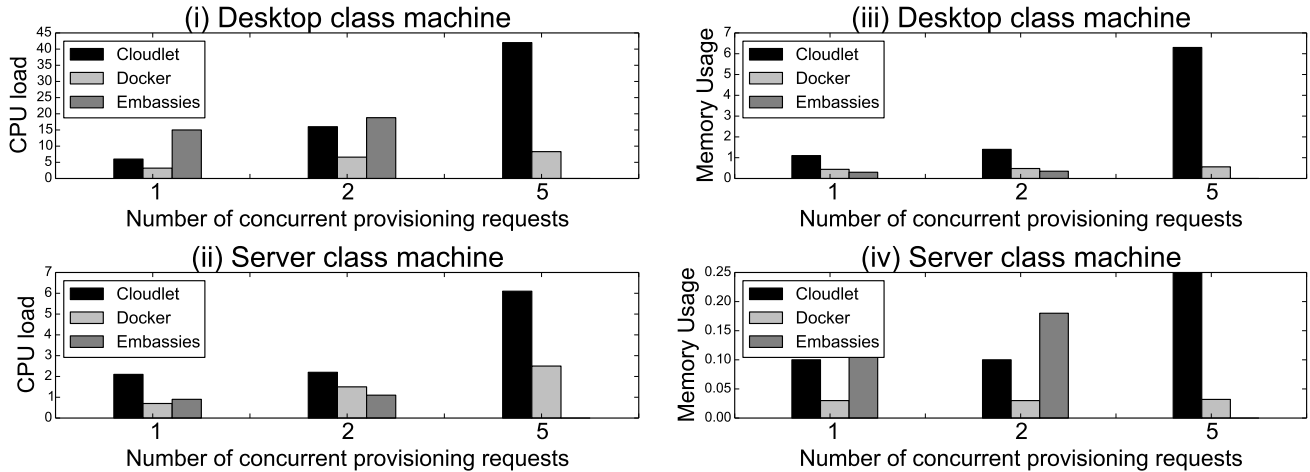 (i) Desktop class machine
45
40
35
30
25
20
15
10
5
0
CPU load
Cloudlet
Docker
Embassies
1 2 5
Number of concurrent provisioning requests
(iii) Desktop class machine
7
6
5
4
3
2
1
0
Memory Usage
Cloudlet
Docker
Embassies
1 2 5
Number of concurrent provisioning requests
(ii) Server class machine
7
6
5
4
3
2
1
0
CPU load
Cloudlet
Docker
Embassies
1 2 5
Number of concurrent provisioning requests
(iv) Server class machine
0.25
0.20
0.15
0.10
0.05
0.00
Memory Usage
Cloudlet
Docker
Embassies
1 2 5
Number of concurrent provisioning requests